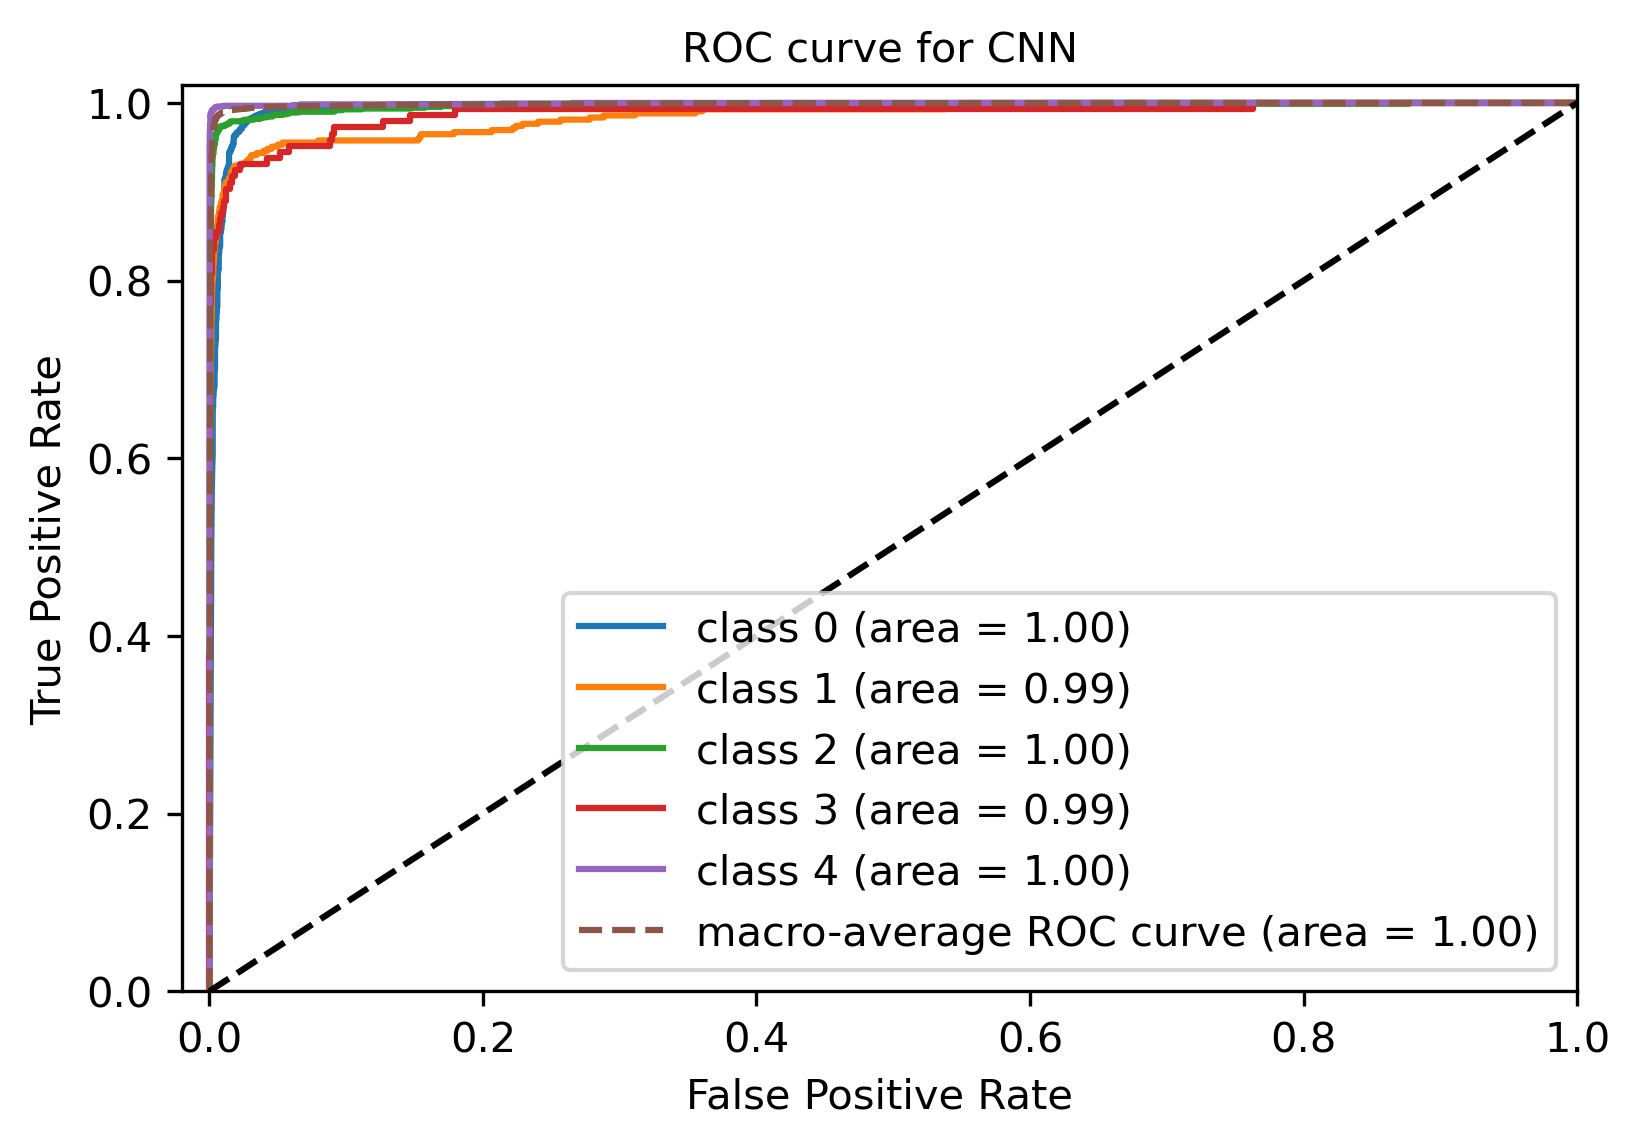 ROC curve for CNN
True Positive Rate
1.0
0.8
0.6
0.4
0.2
0.0
class 0 (area = 1.00)
class 1 (area = 0.99)
class 2 (area = 1.00)
class 3 (area = 0.99)
class 4 (area = 1.00)
macro-average ROC curve (area = 1.00)
0.0 0.2 0.4 0.6 0.8 1.0
False Positive Rate